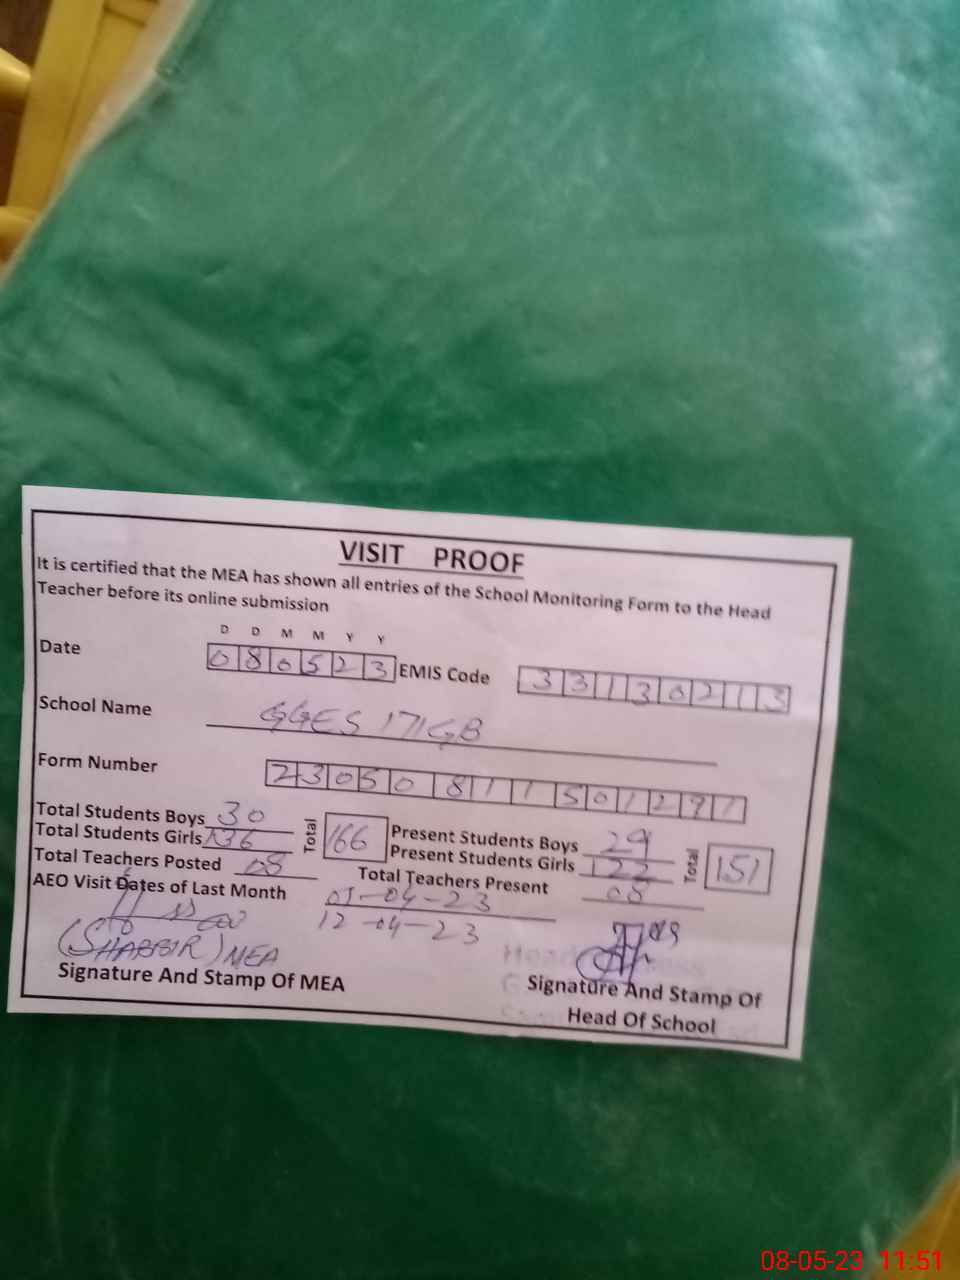 VISIT PROOF
It is certified that the MEA has shown all entries of the School Monitoring Form to the Head
Teacher before its online submission
D D M M Y Y
Date 080523 EMIS Code 331130213
School Name GGES 171GB
Form Number 23050811501291
Total Students Boys 30 Total 166 Present Students Boys 29 Total 151
Total Students Girls 136 Present Students Girls 122
Total Teachers Posted 08 Total Teachers Present 08
AEO Visit Dates of Last Month 01-04-23
12-04-23
(SHABBIR) MEA
Signature And Stamp Of MEA
Signature And Stamp Of
Head Of School
08-05-23 11:51